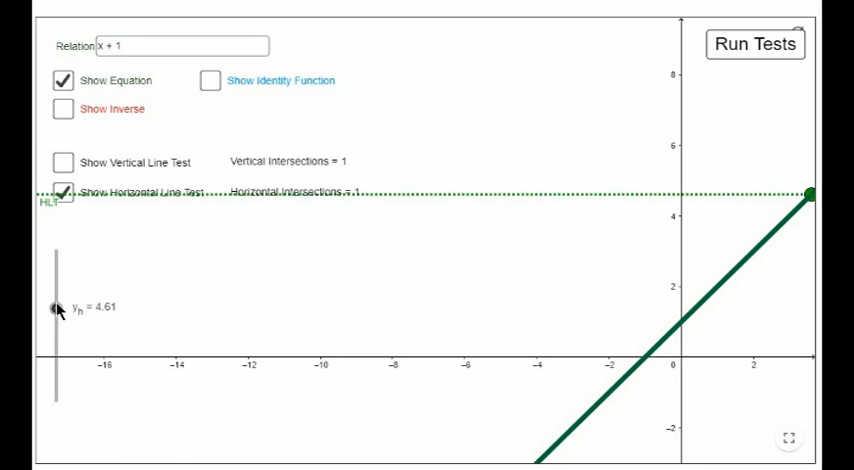 Relation x + 1
Run Tests
Show Equation
Show Identity Function
Show Inverse
Show Vertical Line Test
Vertical Intersections = 1
Show Horizontal Line Test
Horizontal Intersections = 1
HLT
yₕ = 4.61
8
6
4
2
−16 −14 −12 −10 −8 −6 −4 −2 0 2
−2